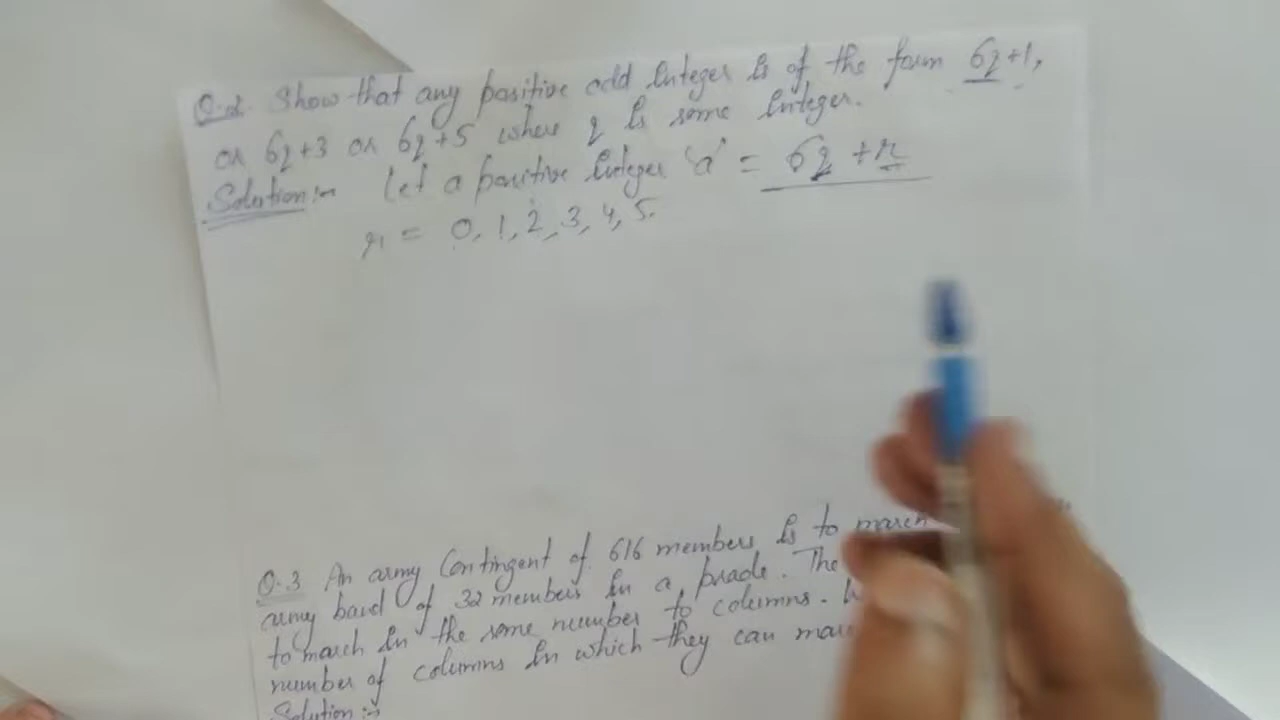 Q.2. Show that any positive odd integer is of the form 6q+1,
or 6q+3 or 6q+5 where q is some integer.
Solution:- Let a positive integer 'a' = 6q + r
r = 0, 1, 2, 3, 4, 5.
Q.3 An army Contingent of 616 members is to march
army band of 32 members in a prade. The
to march in the same number to columns.
number of columns in which they can
Solution:-